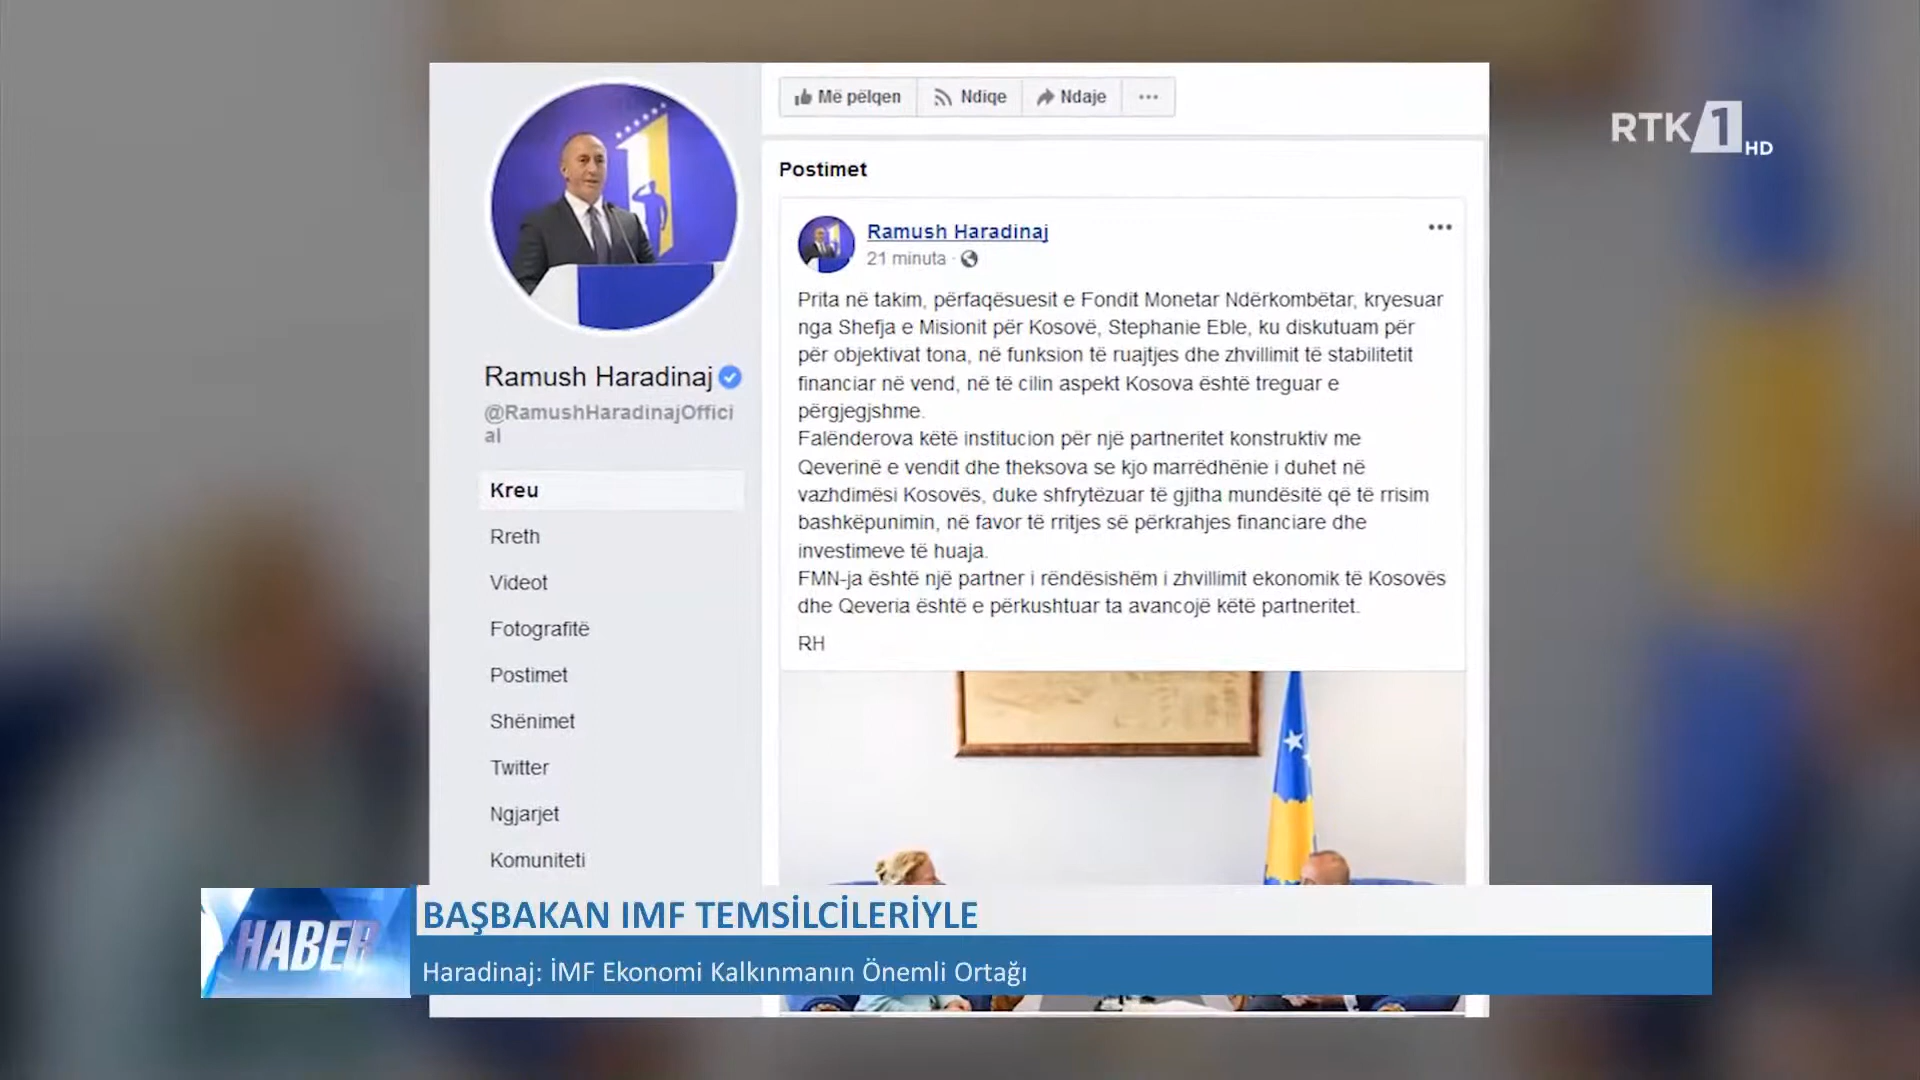 Më pëlqen
Ndiqe
Ndaje
RTK 1 HD
Postimet
Ramush Haradinaj
21 minuta
Prita në takim, përfaqësuesit e Fondit Monetar Ndërkombëtar, kryesuar
nga Shefja e Misionit për Kosovë, Stephanie Eble, ku diskutuam për
për objektivat tona, në funksion të ruajtjes dhe zhvillimit të stabilitetit
financiar në vend, në të cilin aspekt Kosova është treguar e
përgjegjshme.
Falënderova këtë institucion për një partneritet konstruktiv me
Qeverinë e vendit dhe theksova se kjo marrëdhënie i duhet në
vazhdimësi Kosovës, duke shfrytëzuar të gjitha mundësitë që të rrisim
bashkëpunimin, në favor të rritjes së përkrahjes financiare dhe
investimeve të huaja.
FMN-ja është një partner i rëndësishëm i zhvillimit ekonomik të Kosovës
dhe Qeveria është e përkushtuar ta avancojë këtë partneritet.
RH
Ramush Haradinaj
@RamushHaradinajOffici
al
Kreu
Rreth
Videot
Fotografitë
Postimet
Shënimet
Twitter
Ngjarjet
Komuniteti
HABER
BAŞBAKAN IMF TEMSİLCİLERİYLE
Haradinaj: İMF Ekonomi Kalkınmanın Önemli Ortağı